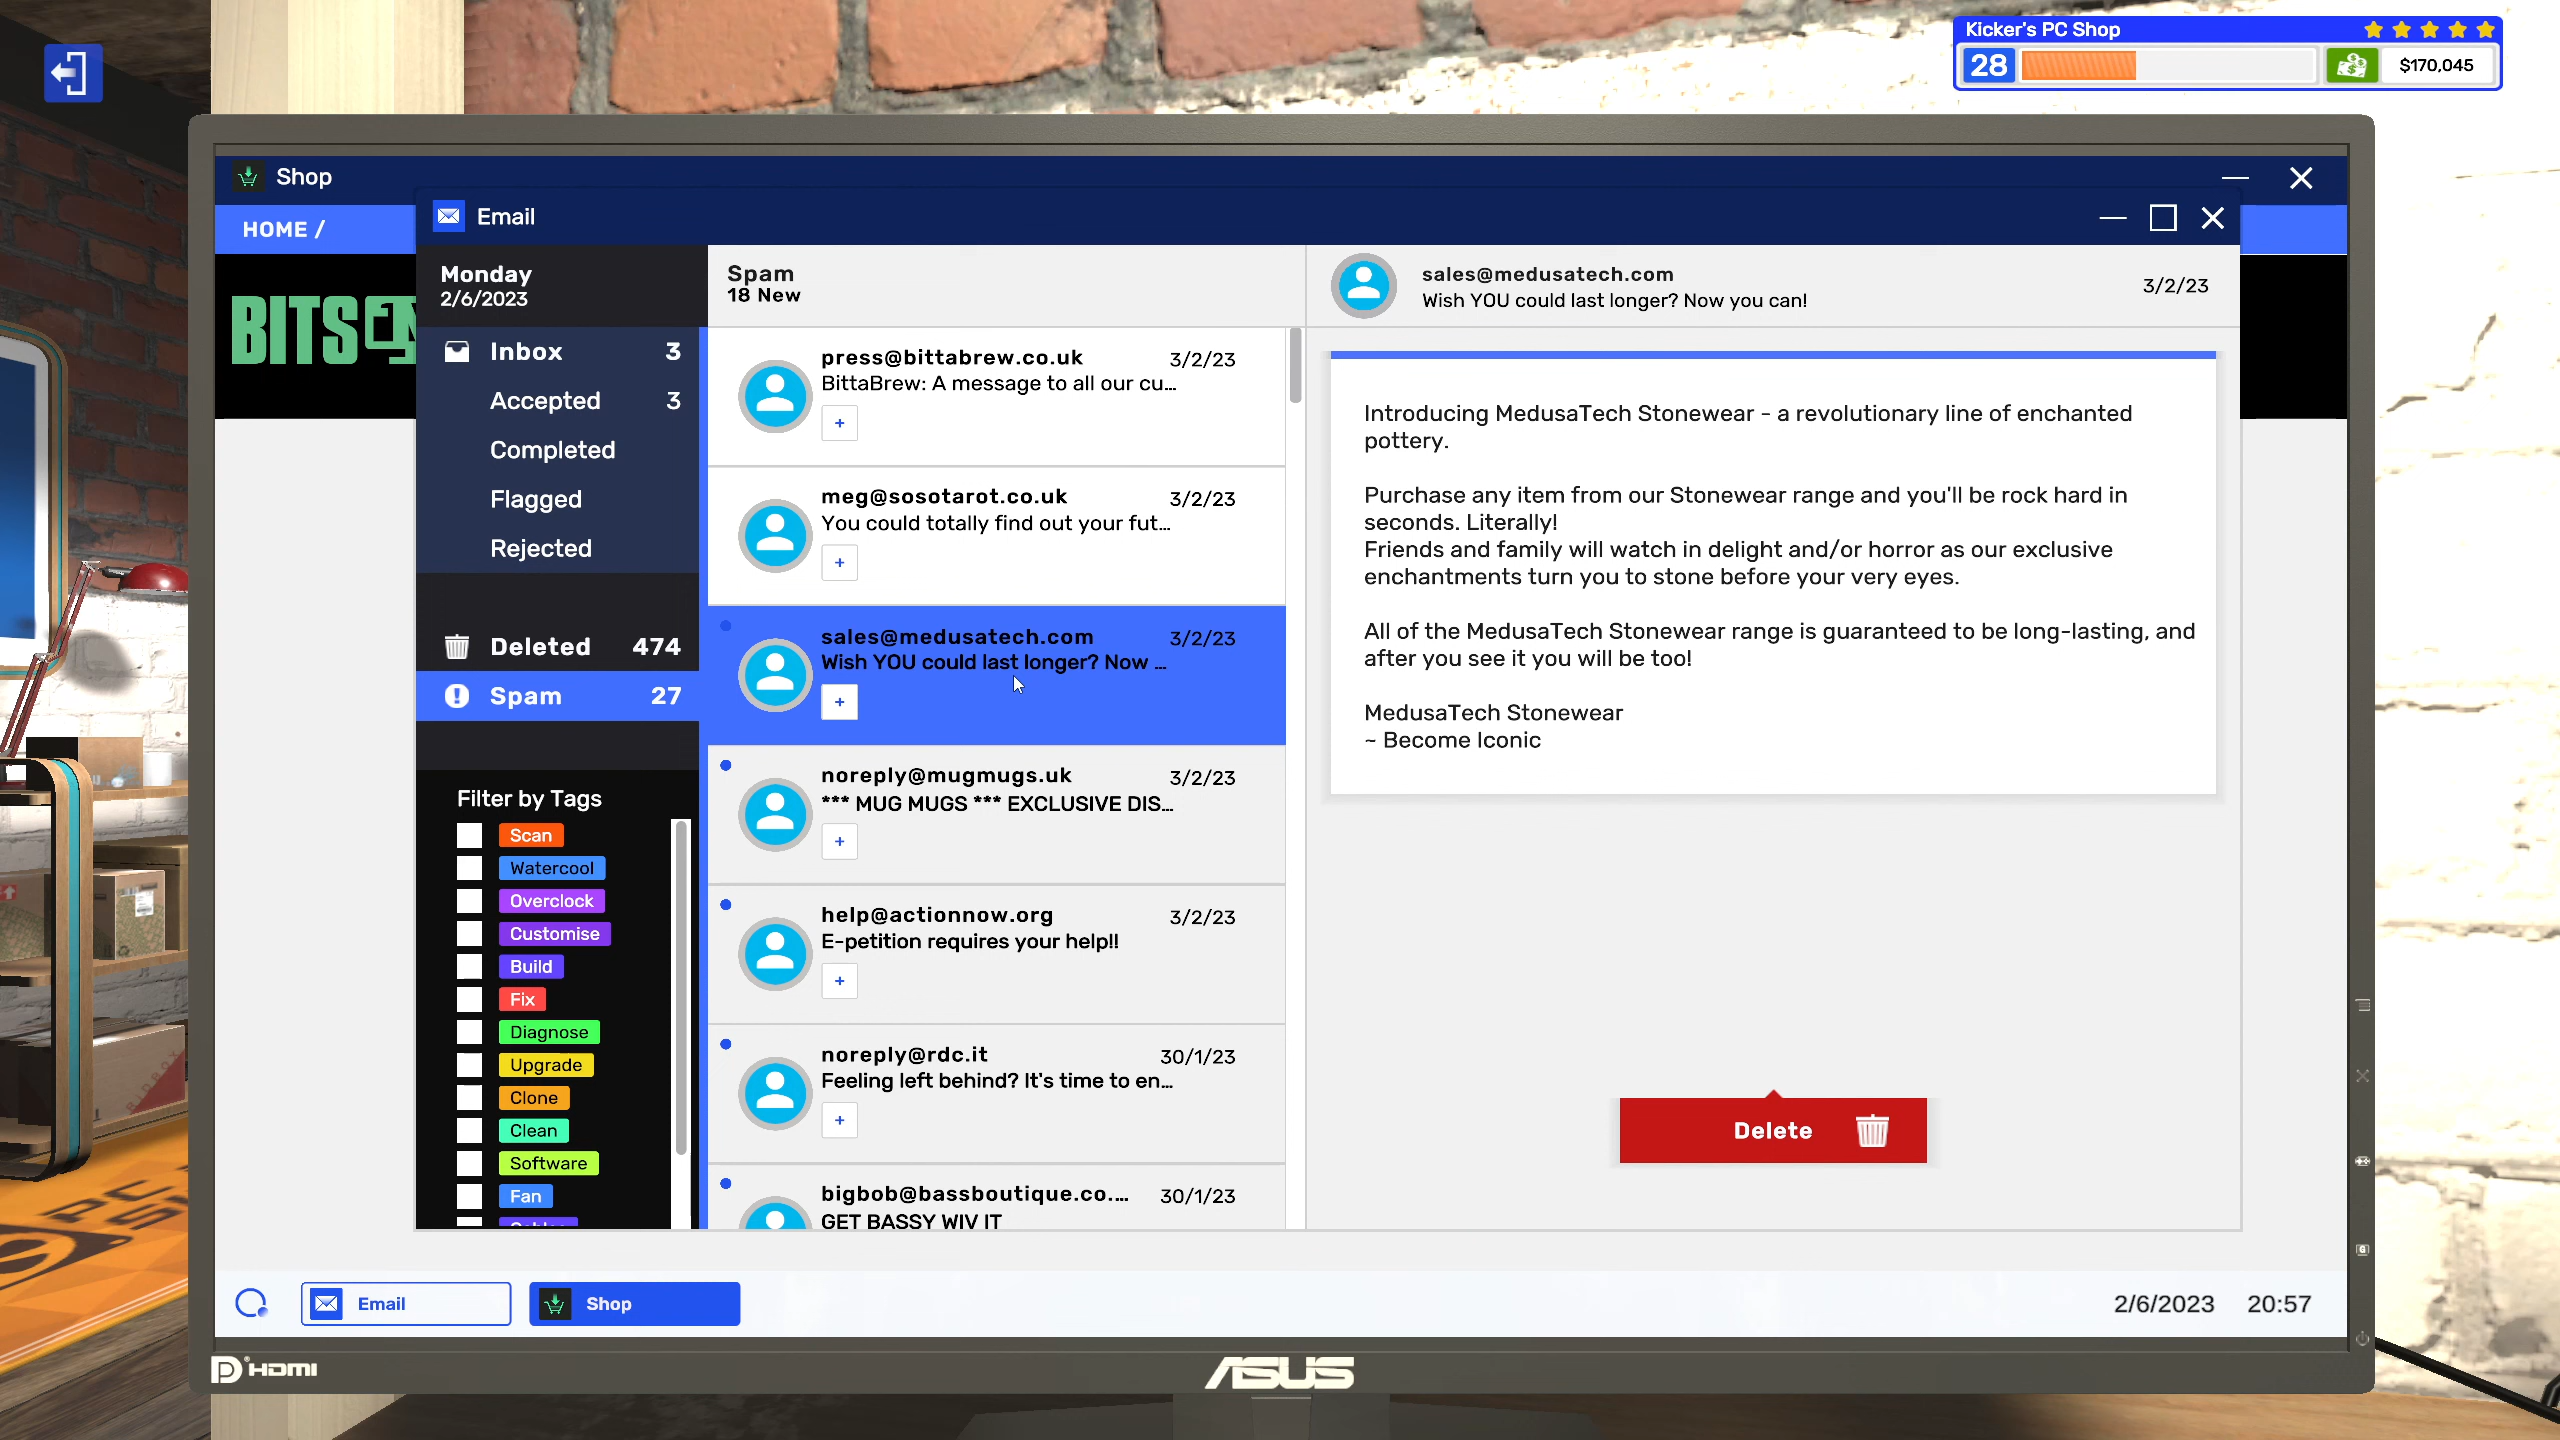 Kicker's PC Shop
28
$170,045
Shop
HOME /
Email
Monday
2/6/2023
Inbox 3
Accepted 3
Completed
Flagged
Rejected
Deleted 474
Spam 27
Filter by Tags
Scan
Watercool
Overclock
Customise
Build
Fix
Diagnose
Upgrade
Clone
Clean
Software
Fan
Spam
18 New
press@bittabrew.co.uk 3/2/23
BittaBrew: A message to all our cu...
+
meg@sosotarot.co.uk 3/2/23
You could totally find out your fut...
+
sales@medusatech.com 3/2/23
Wish YOU could last longer? Now ...
+
noreply@mugmugs.uk 3/2/23
*** MUG MUGS *** EXCLUSIVE DIS...
+
help@actionnow.org 3/2/23
E-petition requires your help!!
+
noreply@rdc.it 30/1/23
Feeling left behind? It's time to en...
+
bigbob@bassboutique.co.... 30/1/23
GET BASSY WIV IT
sales@medusatech.com 3/2/23
Wish YOU could last longer? Now you can!
Introducing MedusaTech Stonewear - a revolutionary line of enchanted
pottery.
Purchase any item from our Stonewear range and you'll be rock hard in
seconds. Literally!
Friends and family will watch in delight and/or horror as our exclusive
enchantments turn you to stone before your very eyes.
All of the MedusaTech Stonewear range is guaranteed to be long-lasting, and
after you see it you will be too!
MedusaTech Stonewear
~ Become Iconic
Delete
Email
Shop
2/6/2023 20:57
HDMI
ASUS